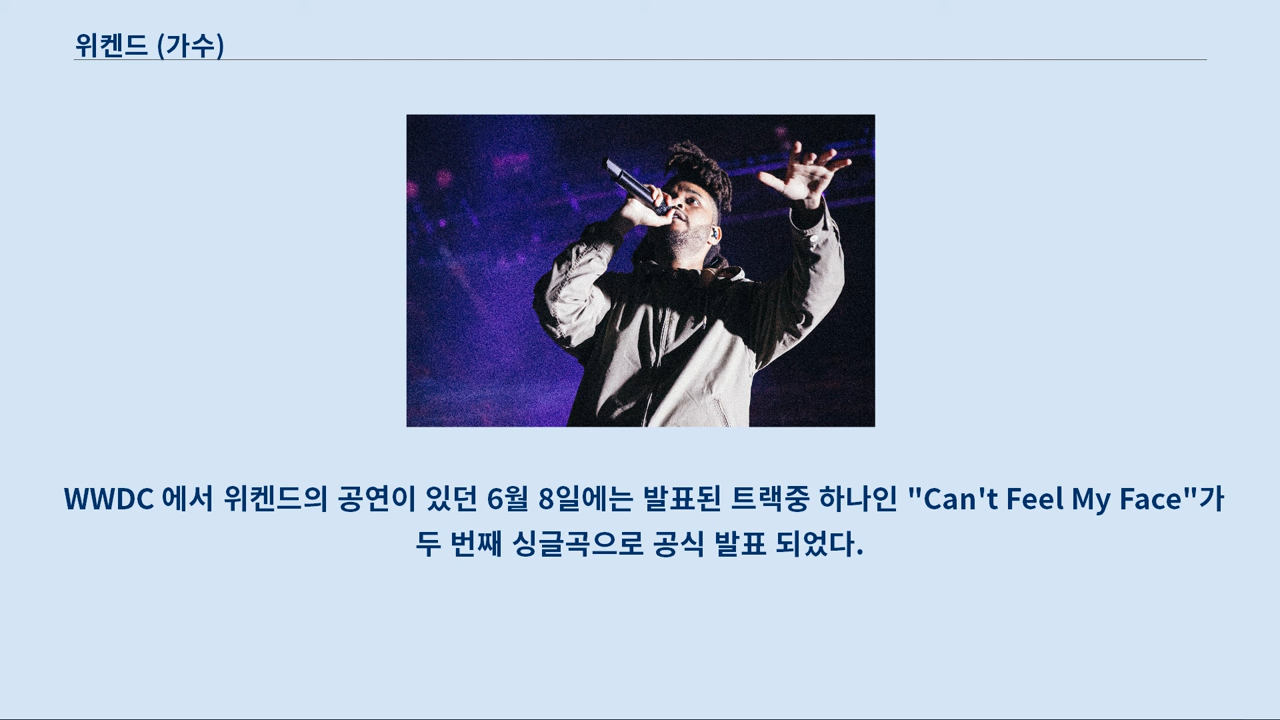 위켄드 (가수)
WWDC 에서 위켄드의 공연이 있던 6월 8일에는 발표된 트랙중 하나인 "Can't Feel My Face"가
두 번째 싱글곡으로 공식 발표 되었다.